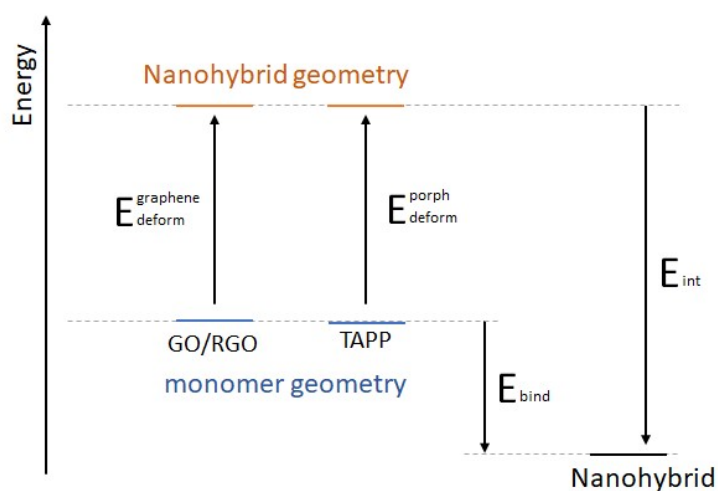 Energy
Nanohybrid geometry
E graphene deform
E porph deform
E int
GO/RGO
TAPP
monomer geometry
E bind
Nanohybrid